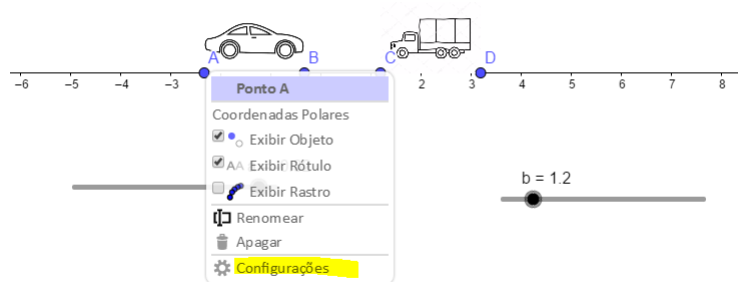 A B C D
-6 -5 -4 -3 2 3 4 5 6 7 8
Ponto A
Coordenadas Polares
Exibir Objeto
AA Exibir Rótulo
Exibir Rastro
Renomear
Apagar
Configurações
b = 1.2